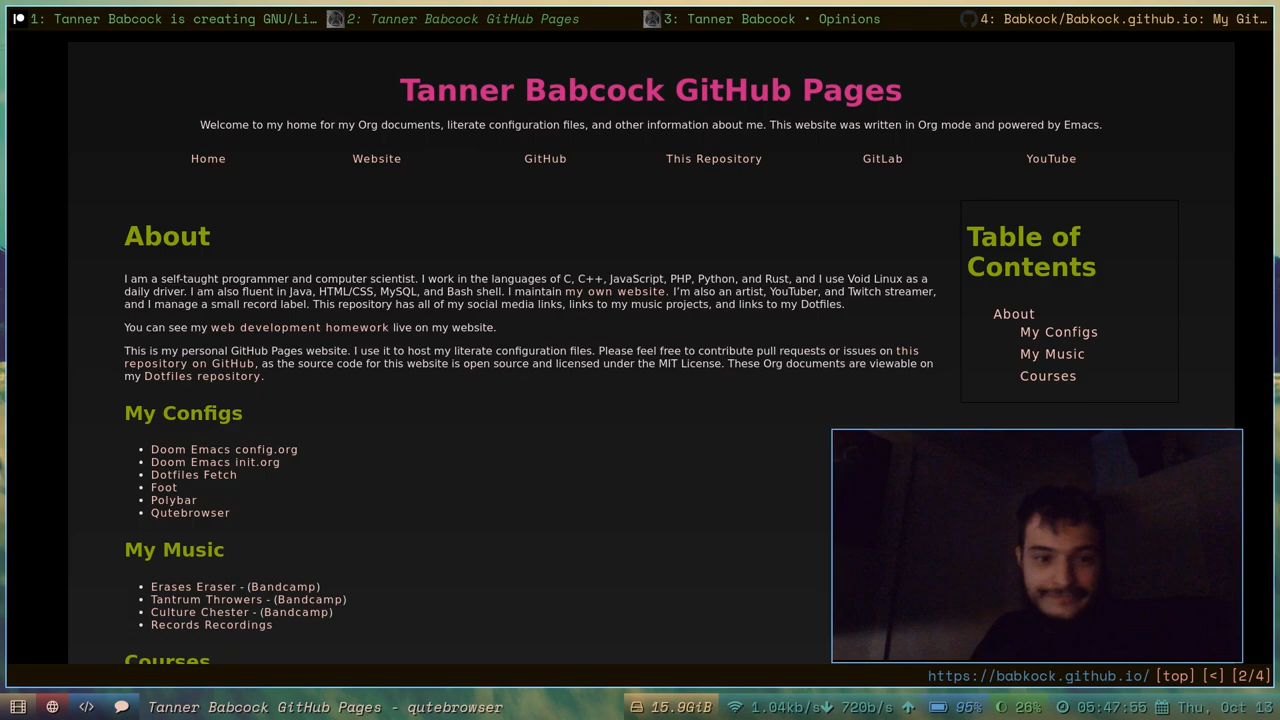 1: Tanner Babcock is creating GNU/Li… 2: Tanner Babcock GitHub Pages 3: Tanner Babcock • Opinions 4: Babkock/Babkock.github.io: My Git…
Tanner Babcock GitHub Pages
Welcome to my home for my Org documents, literate configuration files, and other information about me. This website was written in Org mode and powered by Emacs.
Home Website GitHub This Repository GitLab YouTube
About
I am a self-taught programmer and computer scientist. I work in the languages of C, C++, JavaScript, PHP, Python, and Rust, and I use Void Linux as a
daily driver. I am also fluent in Java, HTML/CSS, MySQL, and Bash shell. I maintain my own website. I’m also an artist, YouTuber, and Twitch streamer,
and I manage a small record label. This repository has all of my social media links, links to my music projects, and links to my Dotfiles.
You can see my web development homework live on my website.
This is my personal GitHub Pages website. I use it to host my literate configuration files. Please feel free to contribute pull requests or issues on this
repository on GitHub, as the source code for this website is open source and licensed under the MIT License. These Org documents are viewable on
my Dotfiles repository.
My Configs
Doom Emacs config.org
Doom Emacs init.org
Dotfiles Fetch
Foot
Polybar
Qutebrowser
My Music
Erases Eraser - (Bandcamp)
Tantrum Throwers - (Bandcamp)
Culture Chester - (Bandcamp)
Records Recordings
Courses
Table of
Contents
About
My Configs
My Music
Courses
https://babkock.github.io/ [top] [<] [2/4]
Tanner Babcock GitHub Pages - qutebrowser 15.9GiB 1.04kb/s 720b/s 95% 26% 05:47:55 Thu, Oct 13